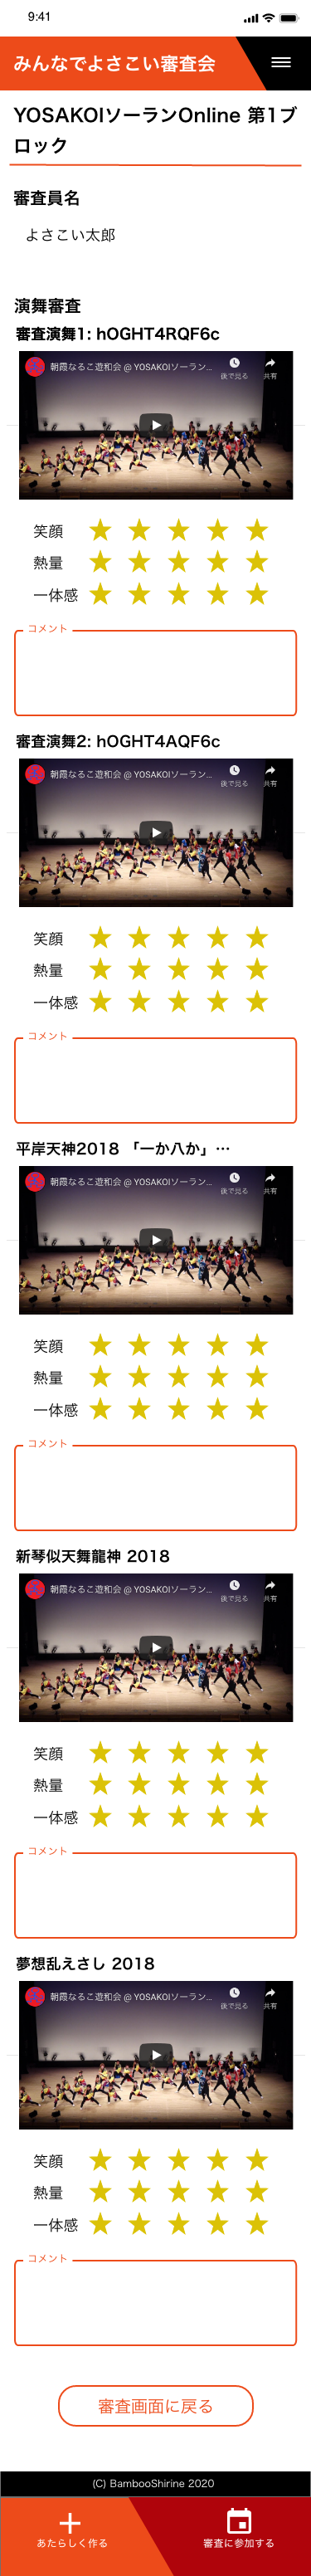 9:41
みんなでよさこい審査会
YOSAKOIソーランOnline 第1ブ
ロック
審査員名
よさこい太郎
演舞審査
審査演舞1: hOGHT4RQF6c
朝霞なるこ遊和会 @ YOSAKOIソーラン...
後で見る
共有
笑顔
熱量
一体感
コメント
審査演舞2: hOGHT4AQF6c
朝霞なるこ遊和会 @ YOSAKOIソーラン...
後で見る
共有
笑顔
熱量
一体感
コメント
平岸天神2018 「一か八か」…
朝霞なるこ遊和会 @ YOSAKOIソーラン...
後で見る
共有
笑顔
熱量
一体感
コメント
新琴似天舞龍神 2018
朝霞なるこ遊和会 @ YOSAKOIソーラン...
後で見る
共有
笑顔
熱量
一体感
コメント
夢想乱えさし 2018
朝霞なるこ遊和会 @ YOSAKOIソーラン...
後で見る
共有
笑顔
熱量
一体感
コメント
審査画面に戻る
(C) BambooShirine 2020
あたらしく作る
審査に参加する